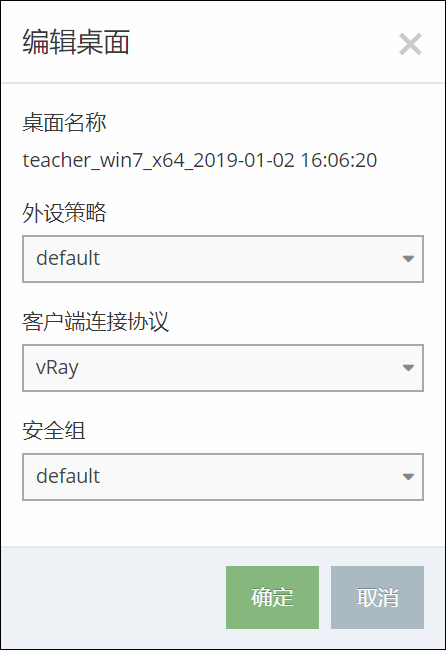 编辑桌面
桌面名称
teacher_win7_x64_2019-01-02 16:06:20
外设策略
default
客户端连接协议
vRay
安全组
default
确定 取消